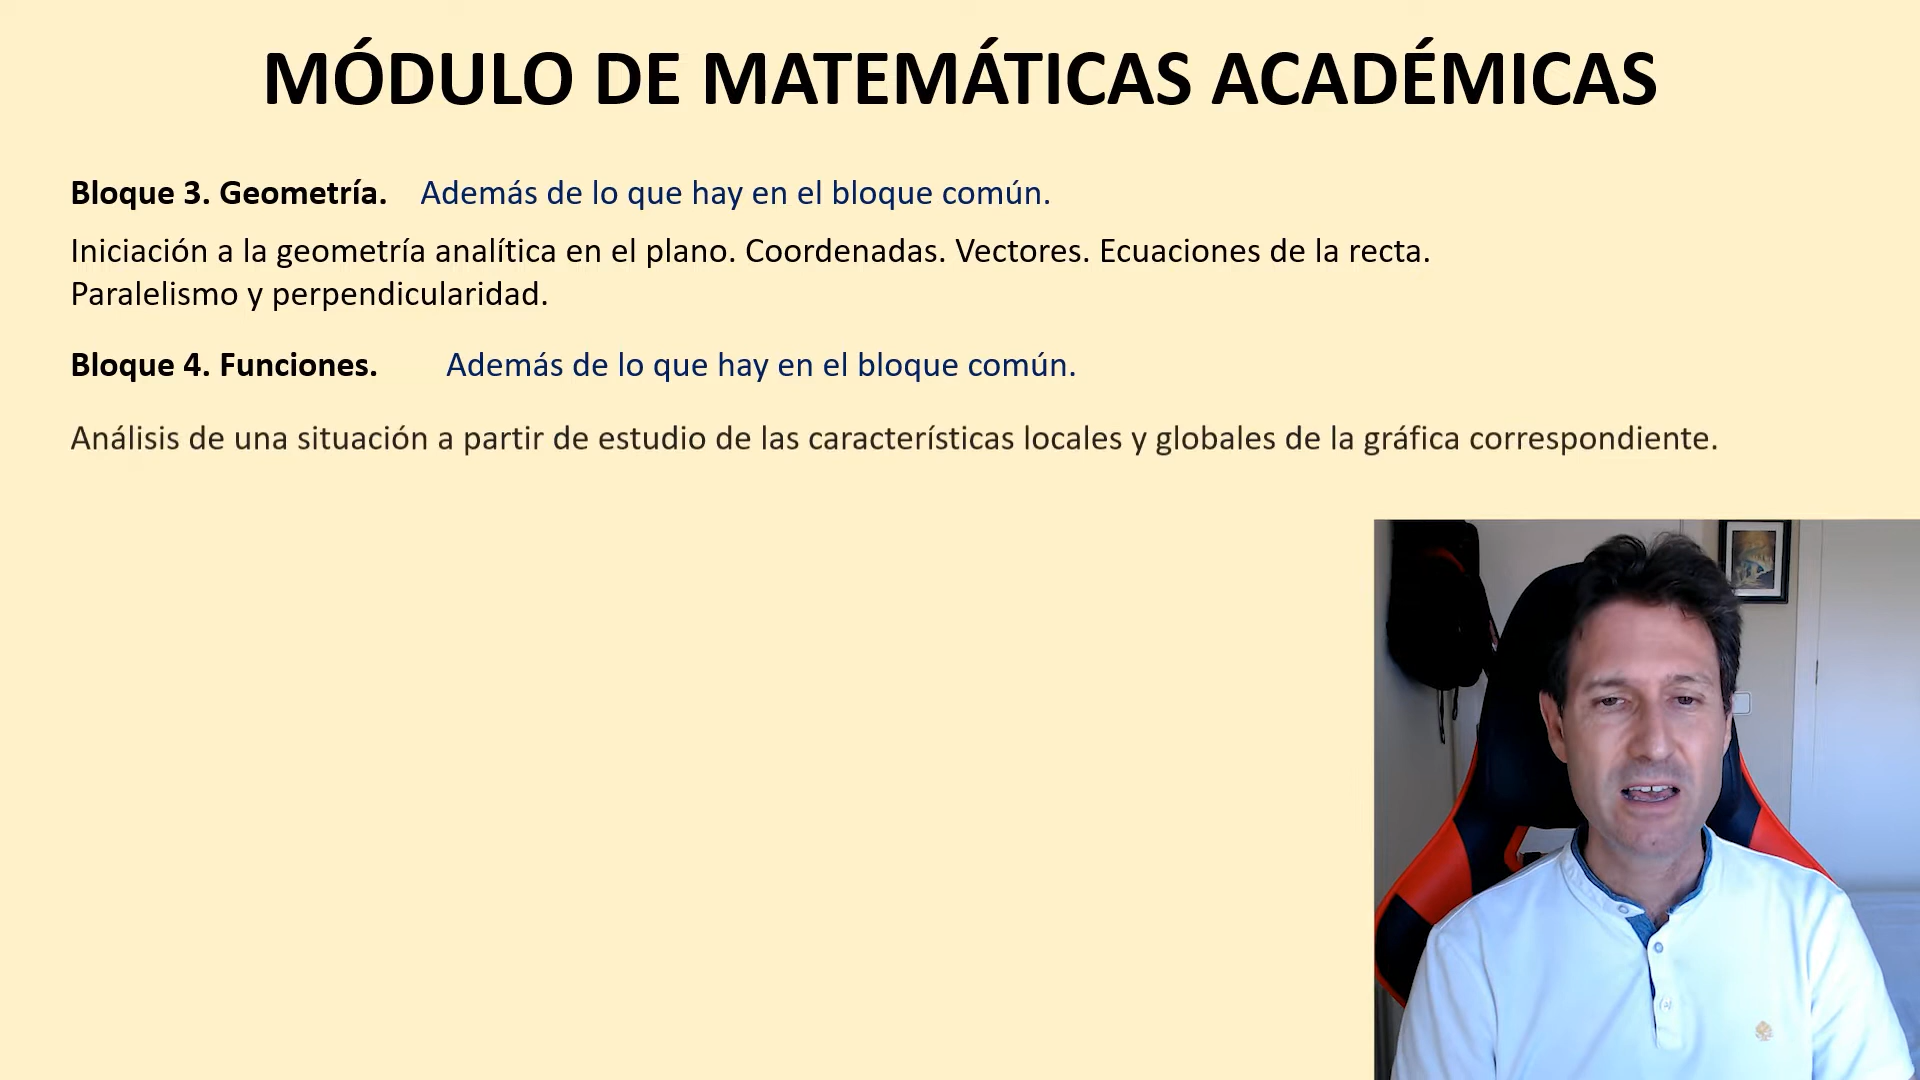 MÓDULO DE MATEMÁTICAS ACADÉMICAS
Bloque 3. Geometría. Además de lo que hay en el bloque común.
Iniciación a la geometría analítica en el plano. Coordenadas. Vectores. Ecuaciones de la recta.
Paralelismo y perpendicularidad.
Bloque 4. Funciones. Además de lo que hay en el bloque común.
Análisis de una situación a partir de estudio de las características locales y globales de la gráfica correspondiente.